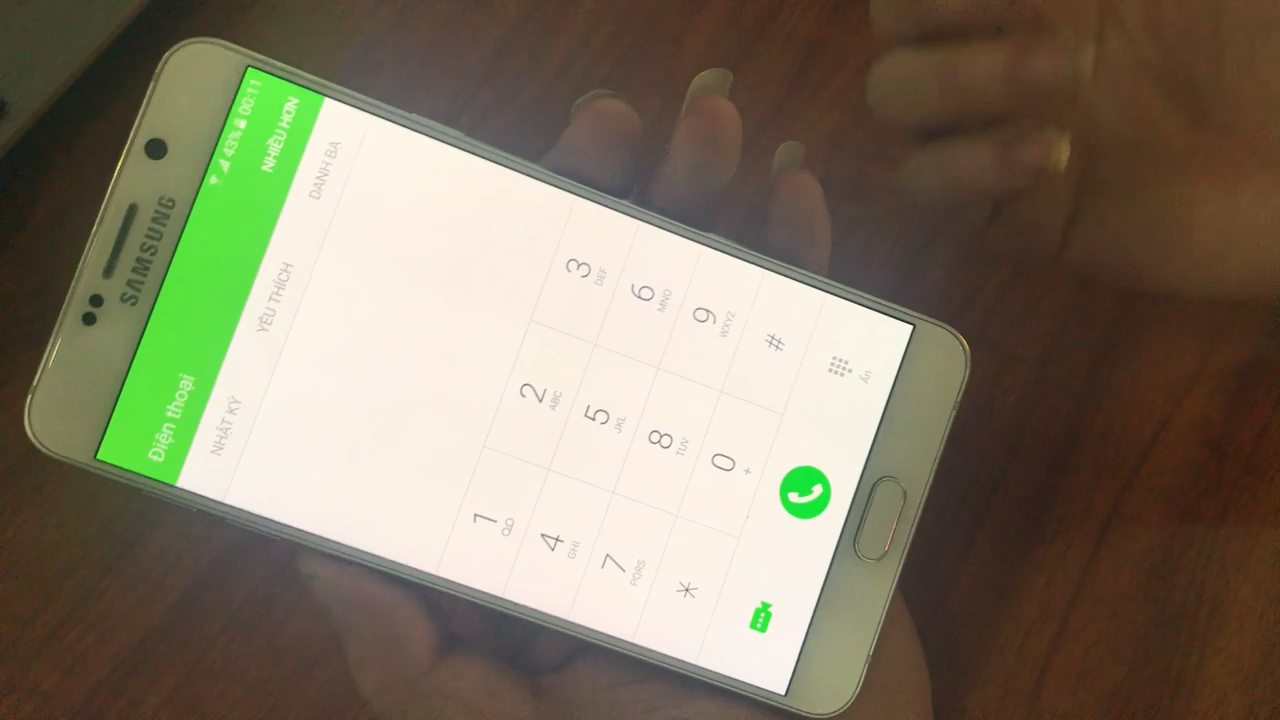 SAMSUNG
43% 00:11
Điện thoại NHIỀU HƠN
NHẬT KÝ YÊU THÍCH DANH BẠ
1 2 3
ABC DEF
4 5 6
GHI JKL MNO
7 8 9
PQRS TUV WXYZ
* 0 #
+
Ẩn